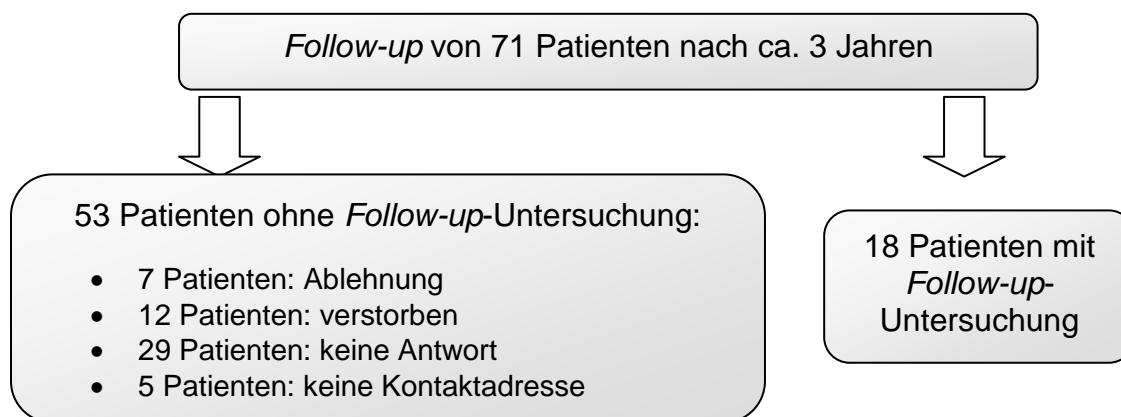 Follow-up von 71 Patienten nach ca. 3 Jahren
53 Patienten ohne Follow-up-Untersuchung:
• 7 Patienten: Ablehnung
• 12 Patienten: verstorben
• 29 Patienten: keine Antwort
• 5 Patienten: keine Kontaktadresse
18 Patienten mit
Follow-up-
Untersuchung